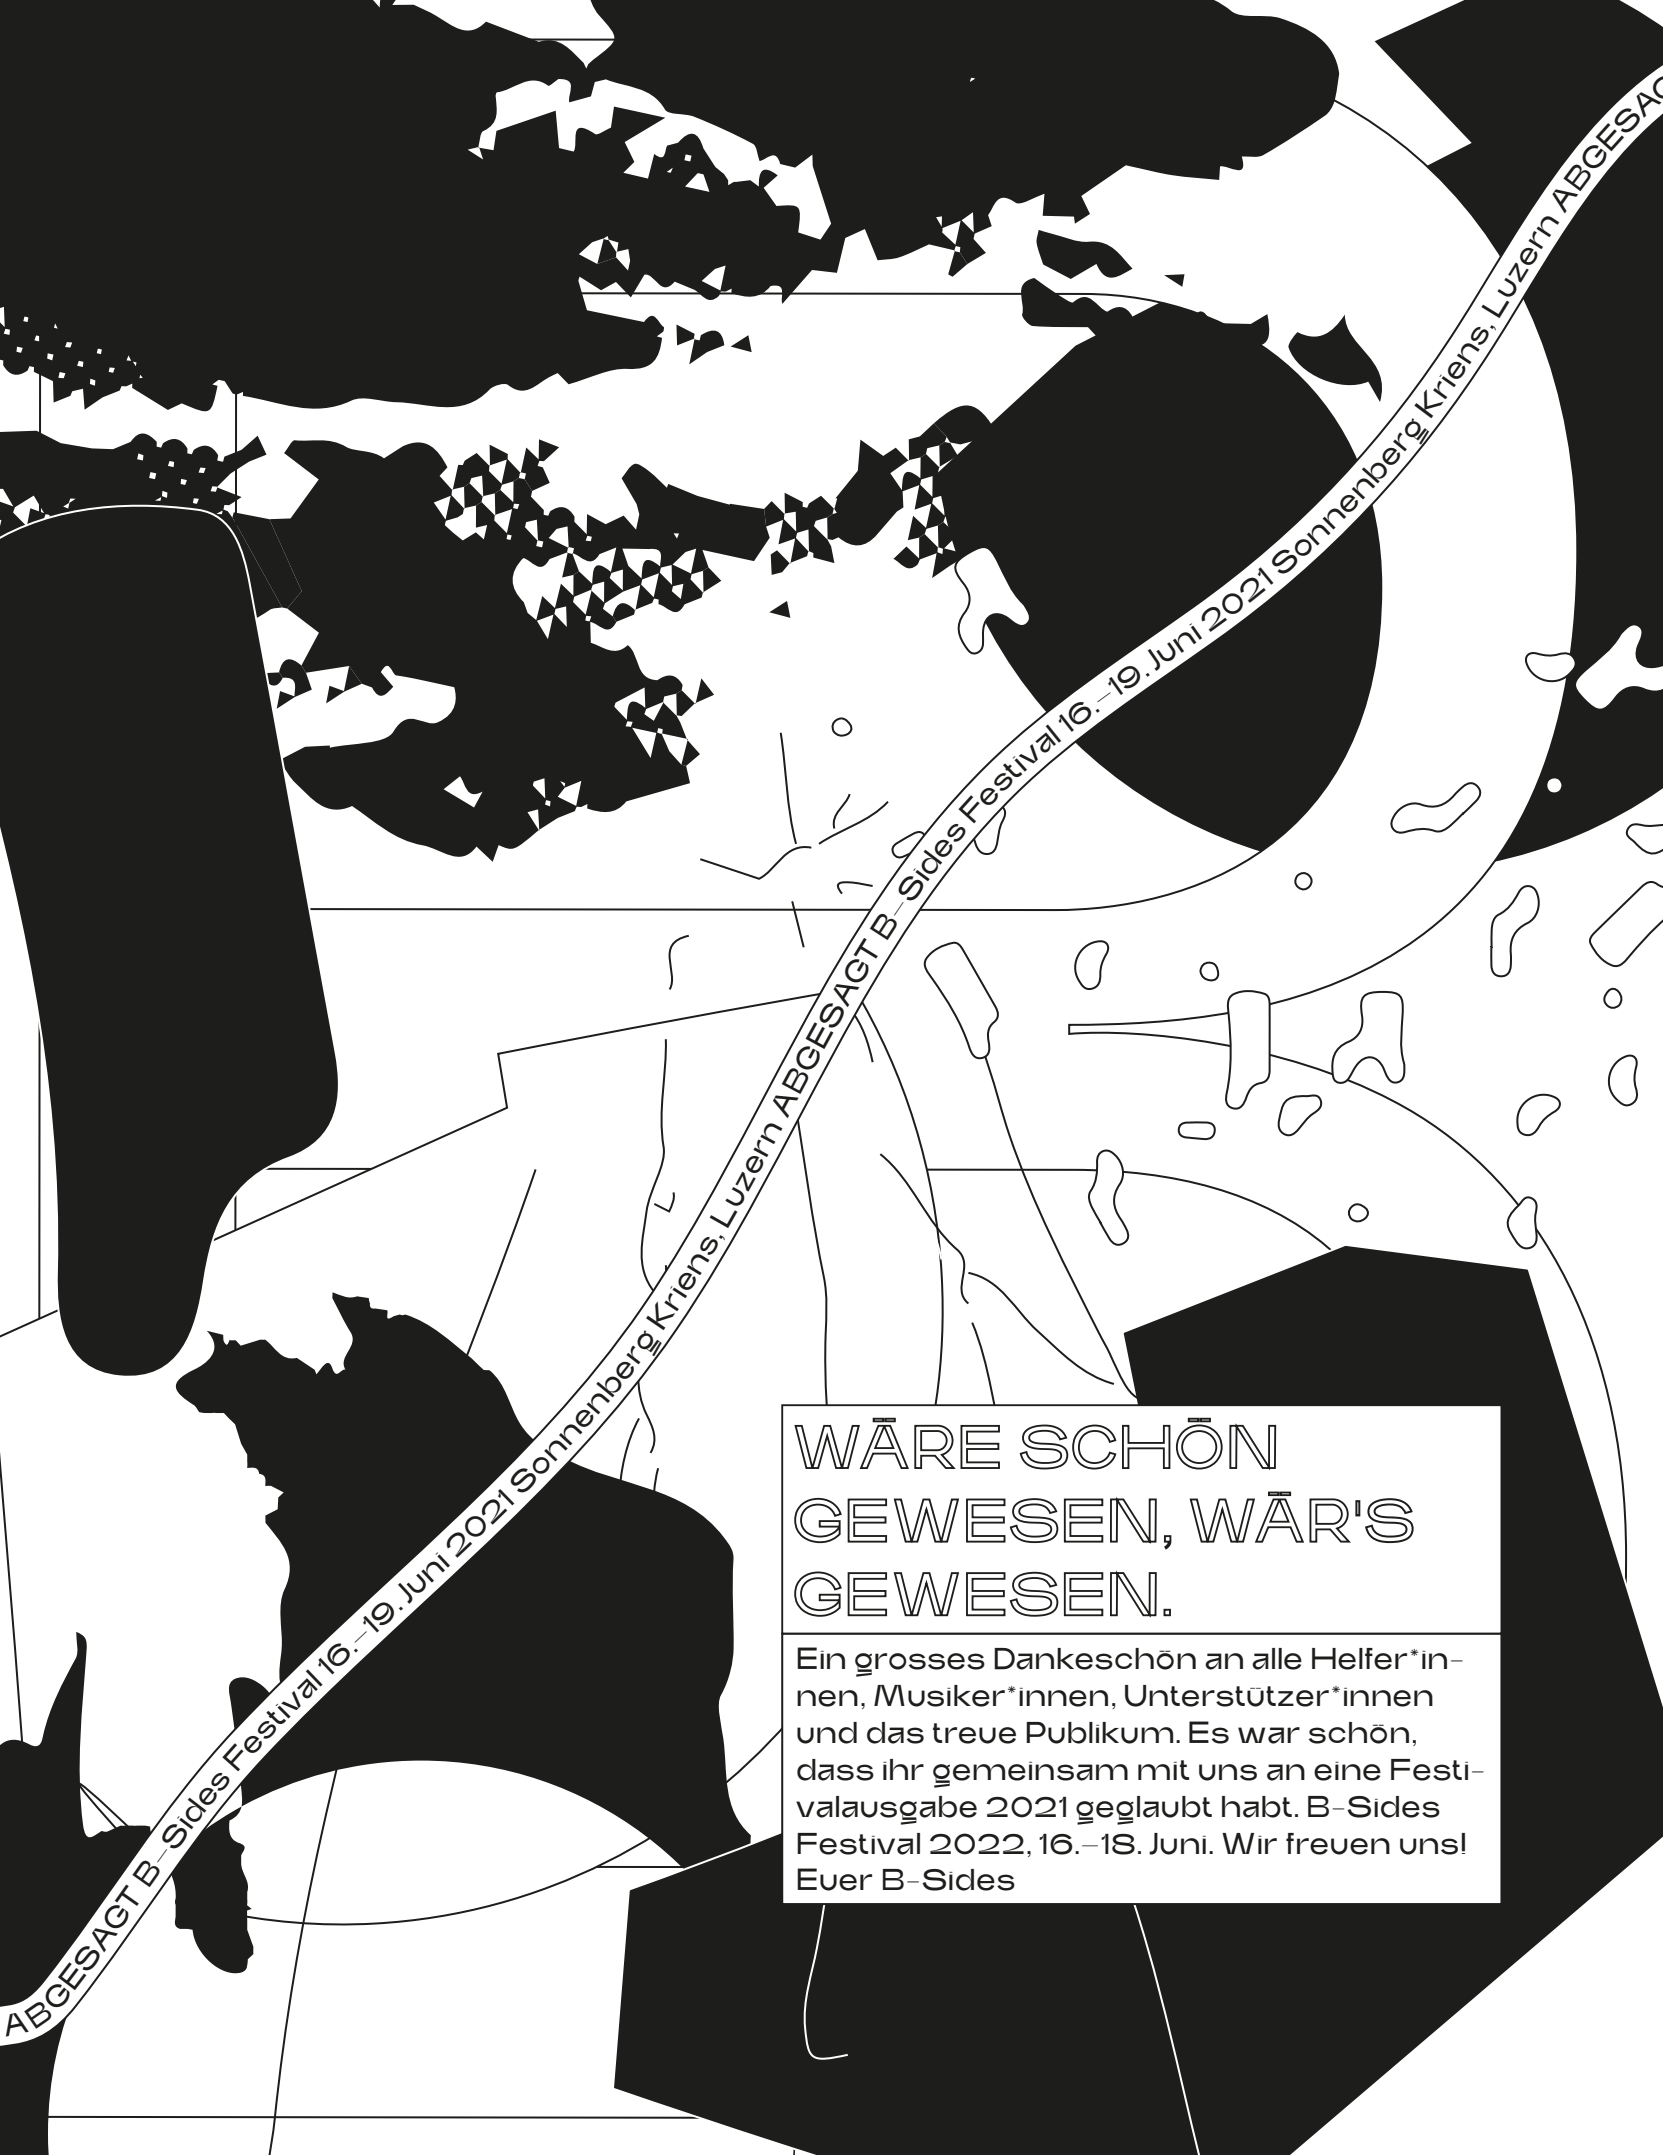 ABGESAGT B–Sides Festival 16.–19. Juni 2021 Sonnenberg Kriens, Luzern ABGESAGT B–Sides Festival 16.–19. Juni 2021 Sonnenberg Kriens, Luzern ABGESAG
WÄRE SCHÖN
GEWESEN, WÄR'S
GEWESEN.
Ein grosses Dankeschön an alle Helfer*in–
nen, Musiker*innen, Unterstützer*innen
und das treue Publikum. Es war schön,
dass ihr gemeinsam mit uns an eine Festi–
valausgabe 2021 geglaubt habt. B–Sides
Festival 2022, 16.–18. Juni. Wir freuen uns!
Euer B–Sides